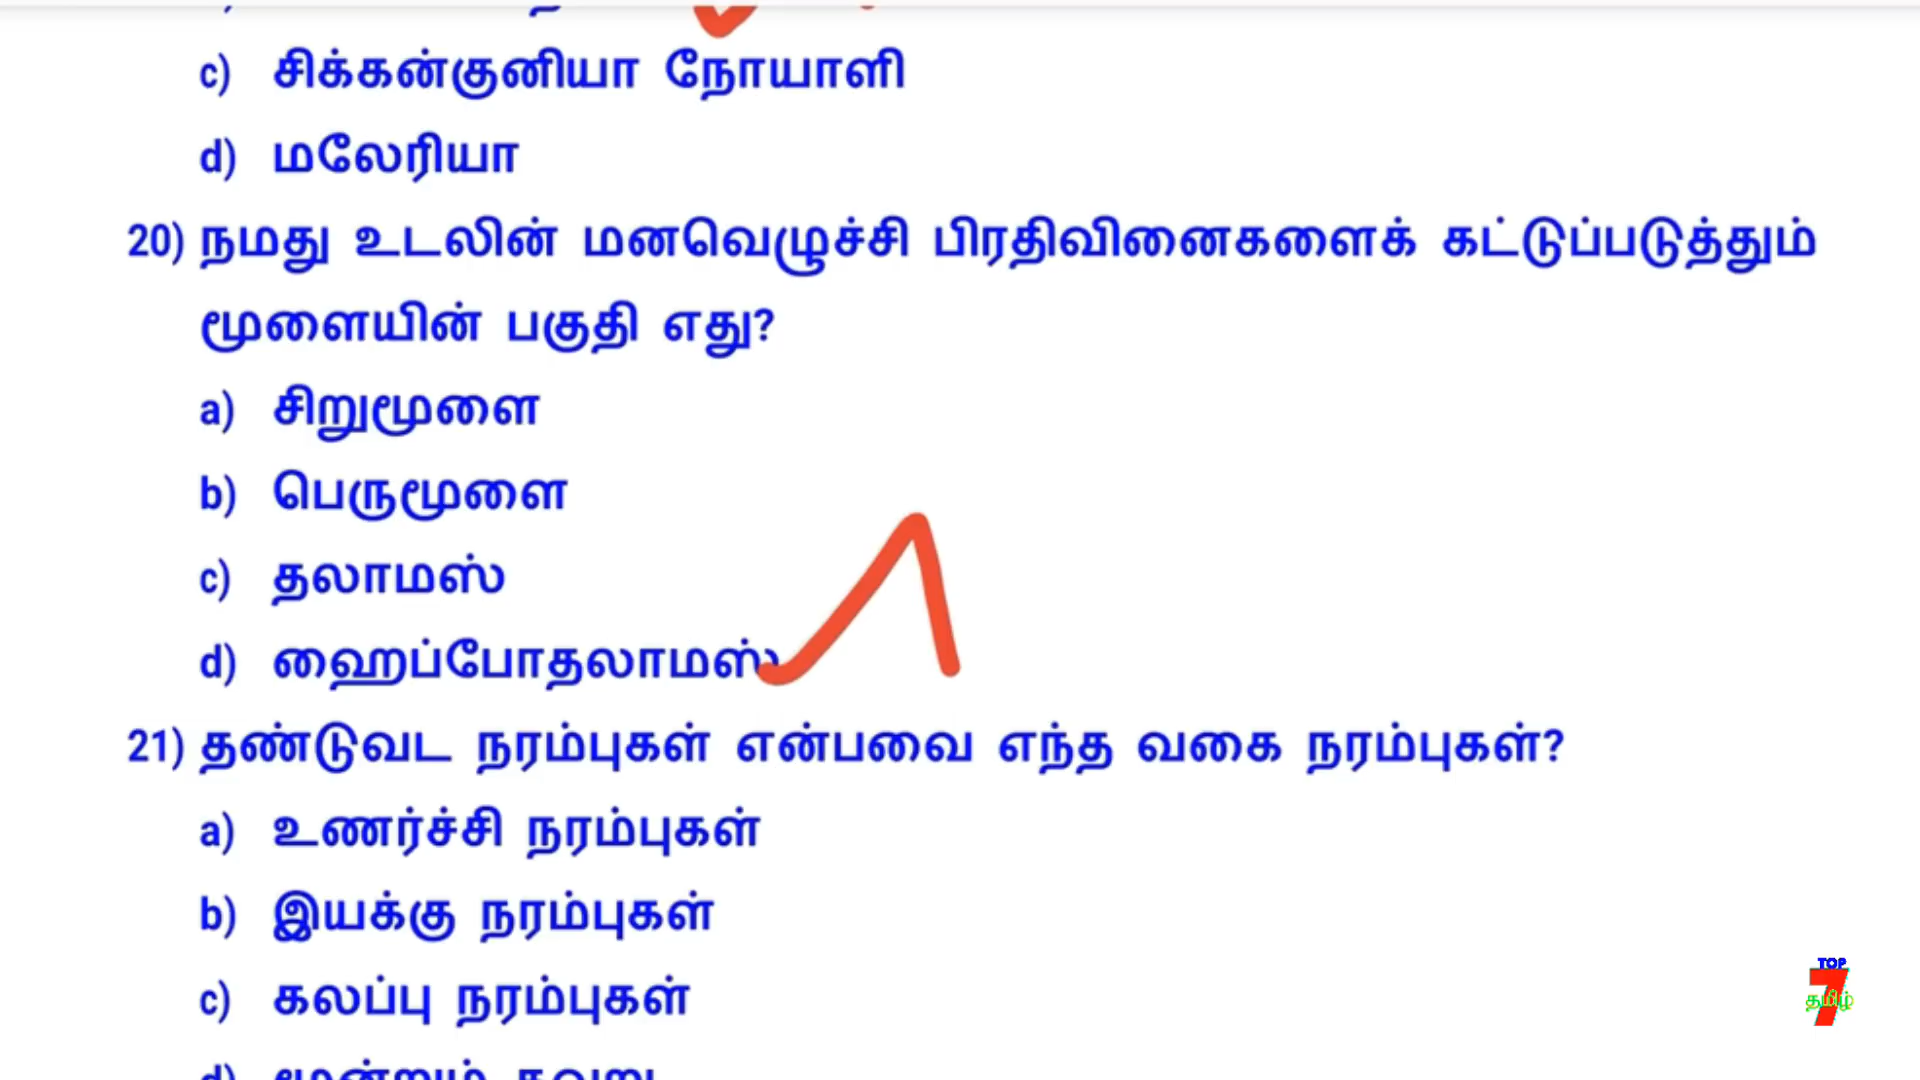 c) சிக்கன்குனியா நோயாளி
d) மலேரியா
20) நமது உடலின் மனவெழுச்சி பிரதிவினைகளைக் கட்டுப்படுத்தும்
மூளையின் பகுதி எது?
a) சிறுமூளை
b) பெருமூளை
c) தலாமஸ்
d) ஹைப்போதலாமஸ்
21) தண்டுவட நரம்புகள் என்பவை எந்த வகை நரம்புகள்?
a) உணர்ச்சி நரம்புகள்
b) இயக்கு நரம்புகள்
c) கலப்பு நரம்புகள்
d) மூன்றும் தவறு
TOP
7
தமிழ்